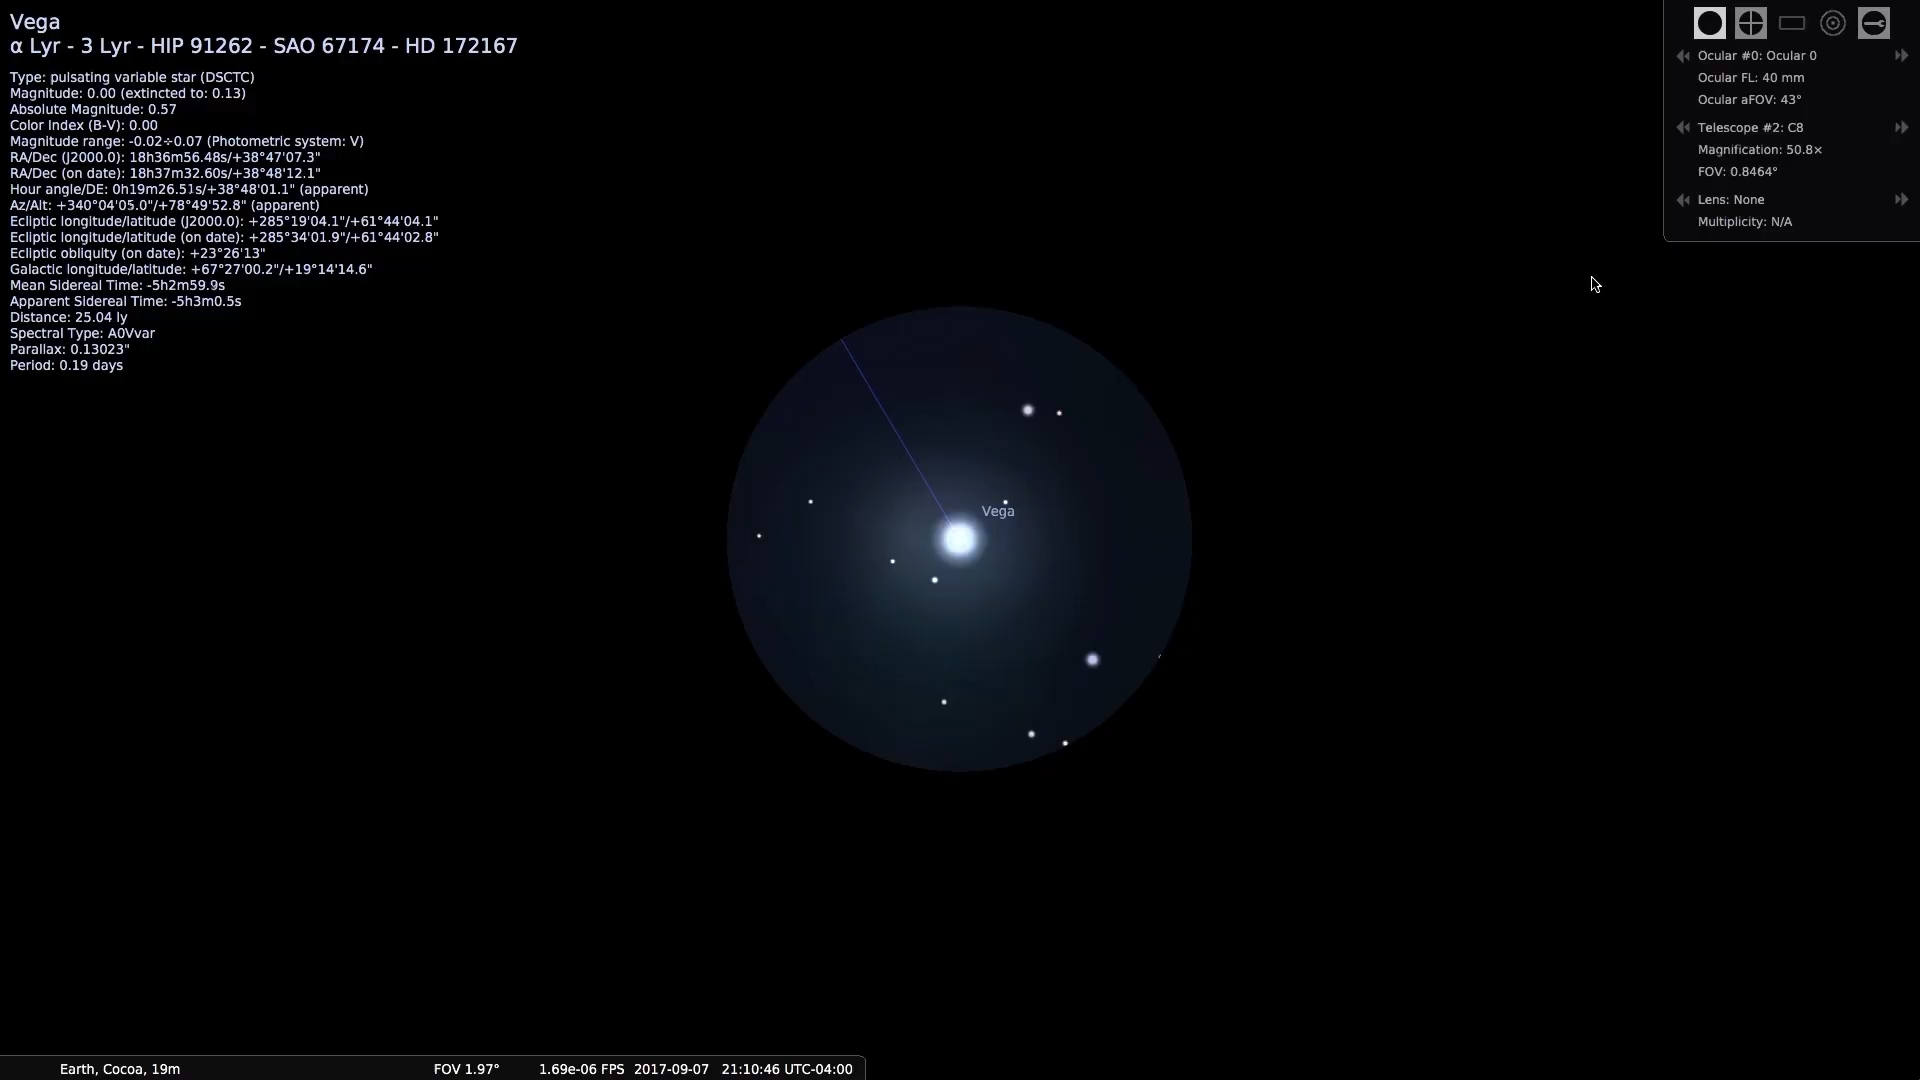 Vega
α Lyr - 3 Lyr - HIP 91262 - SAO 67174 - HD 172167
Type: pulsating variable star (DSCTC)
Magnitude: 0.00 (extincted to: 0.13)
Absolute Magnitude: 0.57
Color Index (B-V): 0.00
Magnitude range: -0.02÷0.07 (Photometric system: V)
RA/Dec (J2000.0): 18h36m56.48s/+38°47'07.3"
RA/Dec (on date): 18h37m32.60s/+38°48'12.1"
Hour angle/DE: 0h19m26.51s/+38°48'01.1" (apparent)
Az/Alt: +340°04'05.0"/+78°49'52.8" (apparent)
Ecliptic longitude/latitude (J2000.0): +285°19'04.1"/+61°44'04.1"
Ecliptic longitude/latitude (on date): +285°34'01.9"/+61°44'02.8"
Ecliptic obliquity (on date): +23°26'13"
Galactic longitude/latitude: +67°27'00.2"/+19°14'14.6"
Mean Sidereal Time: -5h2m59.9s
Apparent Sidereal Time: -5h3m0.5s
Distance: 25.04 ly
Spectral Type: A0Vvar
Parallax: 0.13023"
Period: 0.19 days
Ocular #0: Ocular 0
Ocular FL: 40 mm
Ocular aFOV: 43°
Telescope #2: C8
Magnification: 50.8×
FOV: 0.8464°
Lens: None
Multiplicity: N/A
Vega
Earth, Cocoa, 19m FOV 1.97° 1.69e-06 FPS 2017-09-07 21:10:46 UTC-04:00